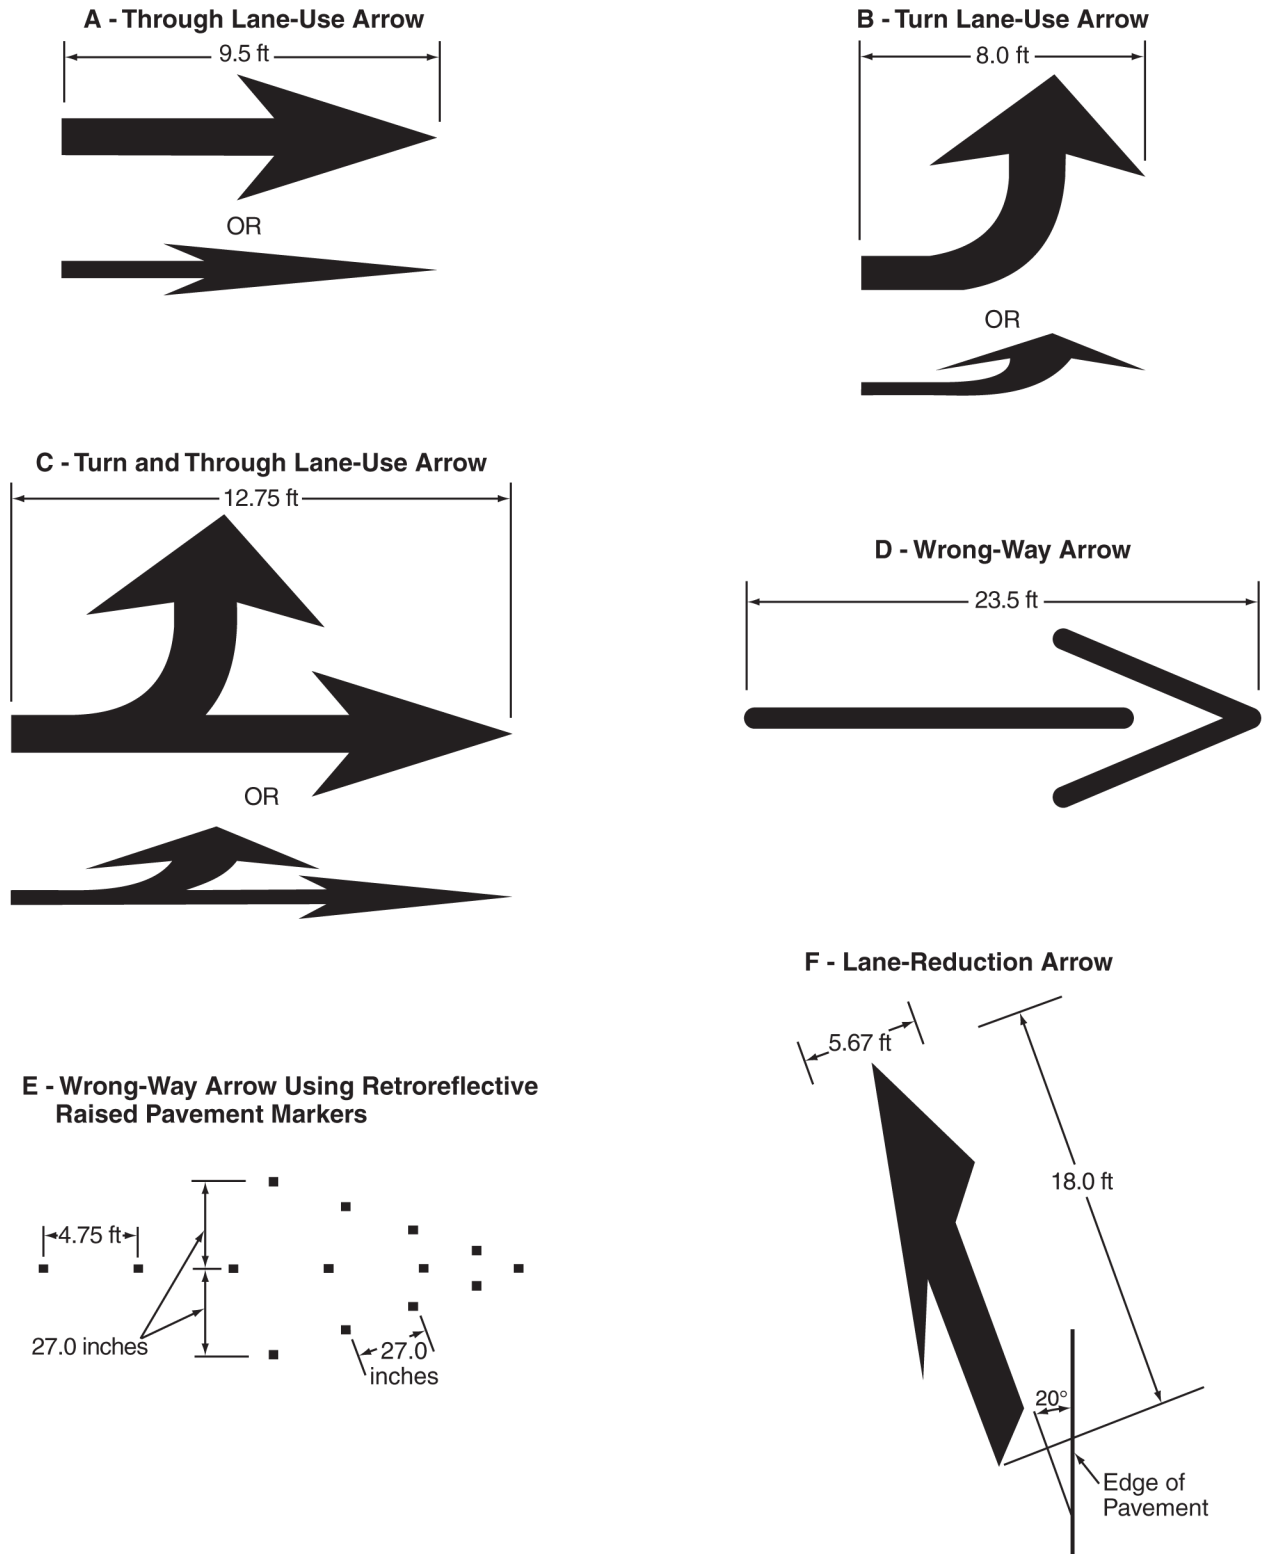 A - Through Lane-Use Arrow
9.5 ft
OR
B - Turn Lane-Use Arrow
8.0 ft
OR
C - Turn and Through Lane-Use Arrow
12.75 ft
OR
D - Wrong-Way Arrow
23.5 ft
E - Wrong-Way Arrow Using Retroreflective
Raised Pavement Markers
4.75 ft
27.0 inches
27.0
inches
F - Lane-Reduction Arrow
5.67 ft
18.0 ft
20°
Edge of
Pavement